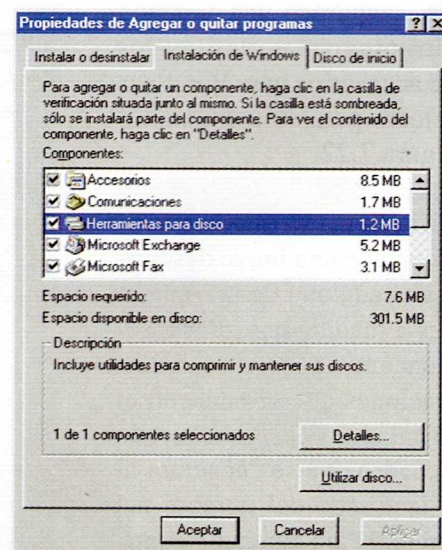 Propiedades de Agregar o quitar programas
Instalar o desinstalar Instalación de Windows Disco de inicio
Para agregar o quitar un componente, haga clic en la casilla de
verificación situada junto al mismo. Si la casilla está sombreada,
sólo se instalará parte del componente. Para ver el contenido del
componente, haga clic en "Detalles".
Componentes:
Accesorios 8.5 MB
Comunicaciones 1.7 MB
Herramientas para disco 1.2 MB
Microsoft Exchange 5.2 MB
Microsoft Fax 3.1 MB
Espacio requerido: 7.6 MB
Espacio disponible en disco: 301.5 MB
Descripción
Incluye utilidades para comprimir y mantener sus discos.
1 de 1 componentes seleccionados Detalles...
Utilizar disco...
Aceptar Cancelar Aplicar